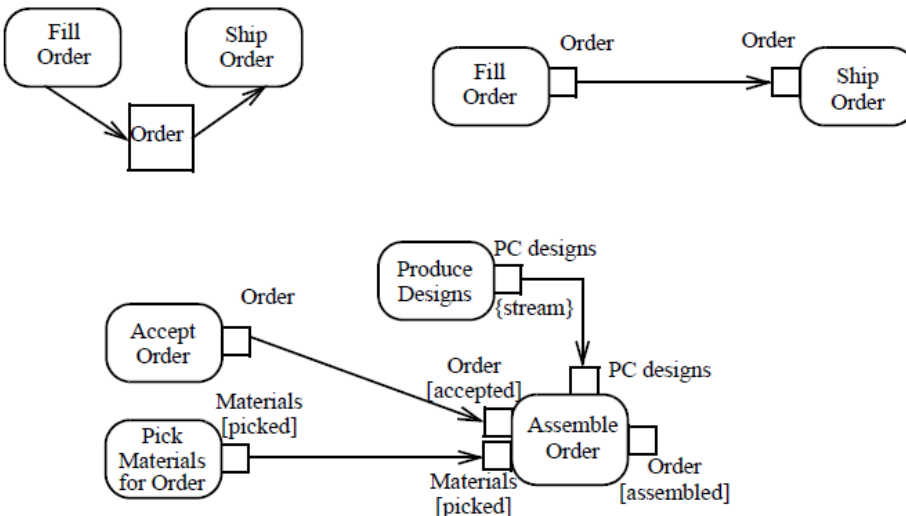 Fill
Order
Ship
Order
Order
Order
Order
Fill
Order
Ship
Order
PC designs
Produce
Designs
{stream}
Order
Accept
Order
Order
[accepted]
PC designs
Materials
[picked]
Pick
Materials
for Order
Assemble
Order
Materials
[picked]
Order
[assembled]